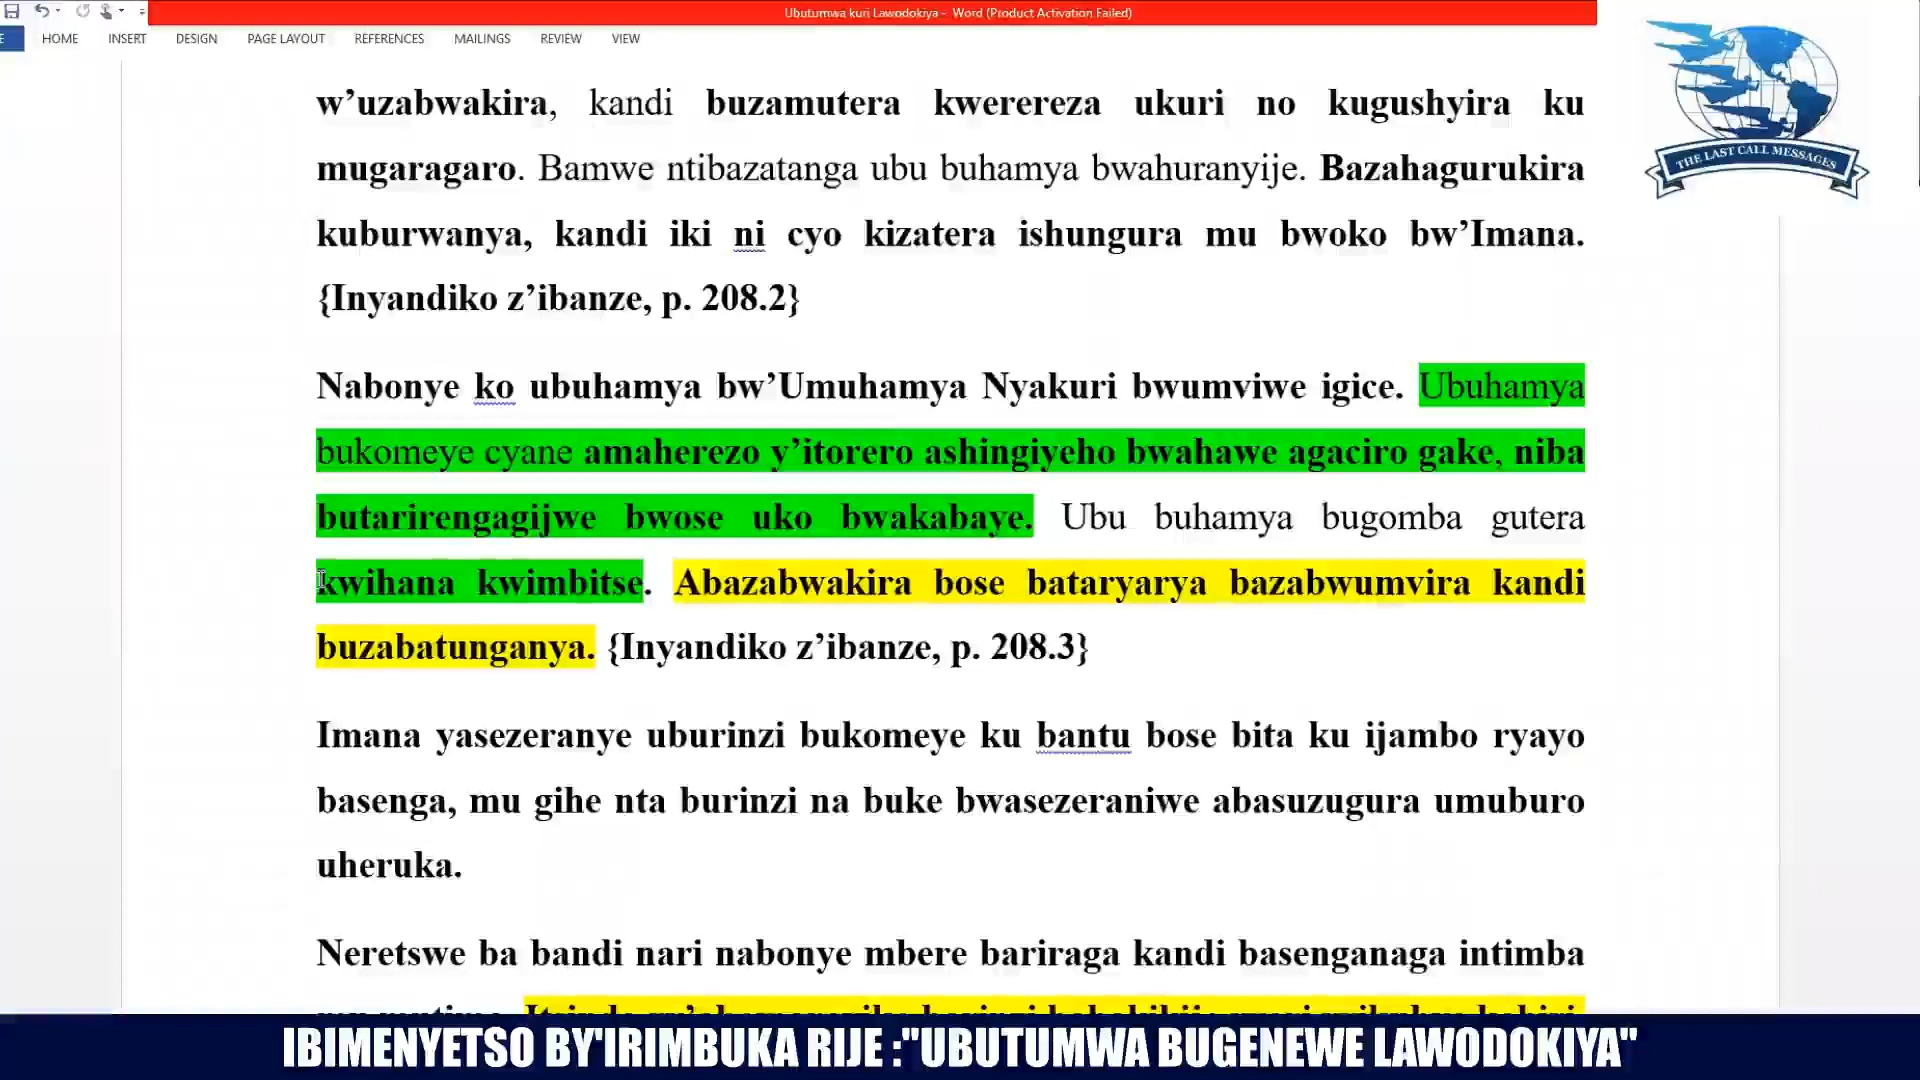 Ubutumwa kuri Lawodokiya - Word (Product Activation Failed)
HOME INSERT DESIGN PAGE LAYOUT REFERENCES MAILINGS REVIEW VIEW
THE LAST CALL MESSAGES
w’uzabwakira, kandi buzamutera kwerereza ukuri no kugushyira ku
mugaragaro. Bamwe ntibazatanga ubu buhamya bwahuranyije. Bazahagurukira
kuburwanya, kandi iki ni cyo kizatera ishungura mu bwoko bw’Imana.
{Inyandiko z’ibanze, p. 208.2}
Nabonye ko ubuhamya bw’Umuhamya Nyakuri bwumviwe igice. Ubuhamya
bukomeye cyane amaherezo y’itorero ashingiyeho bwahawe agaciro gake, niba
butarirengagijwe bwose uko bwakabaye. Ubu buhamya bugomba gutera
kwihana kwimbitse. Abazabwakira bose bataryarya bazabwumvira kandi
buzabatunganya. {Inyandiko z’ibanze, p. 208.3}
Imana yasezeranye uburinzi bukomeye ku bantu bose bita ku ijambo ryayo
basenga, mu gihe nta burinzi na buke bwasezeraniwe abasuzugura umuburo
uheruka.
Neretswe ba bandi nari nabonye mbere bariraga kandi basenganaga intimba
IBIMENYETSO BY'IRIMBUKA RIJE :"UBUTUMWA BUGENEWE LAWODOKIYA"